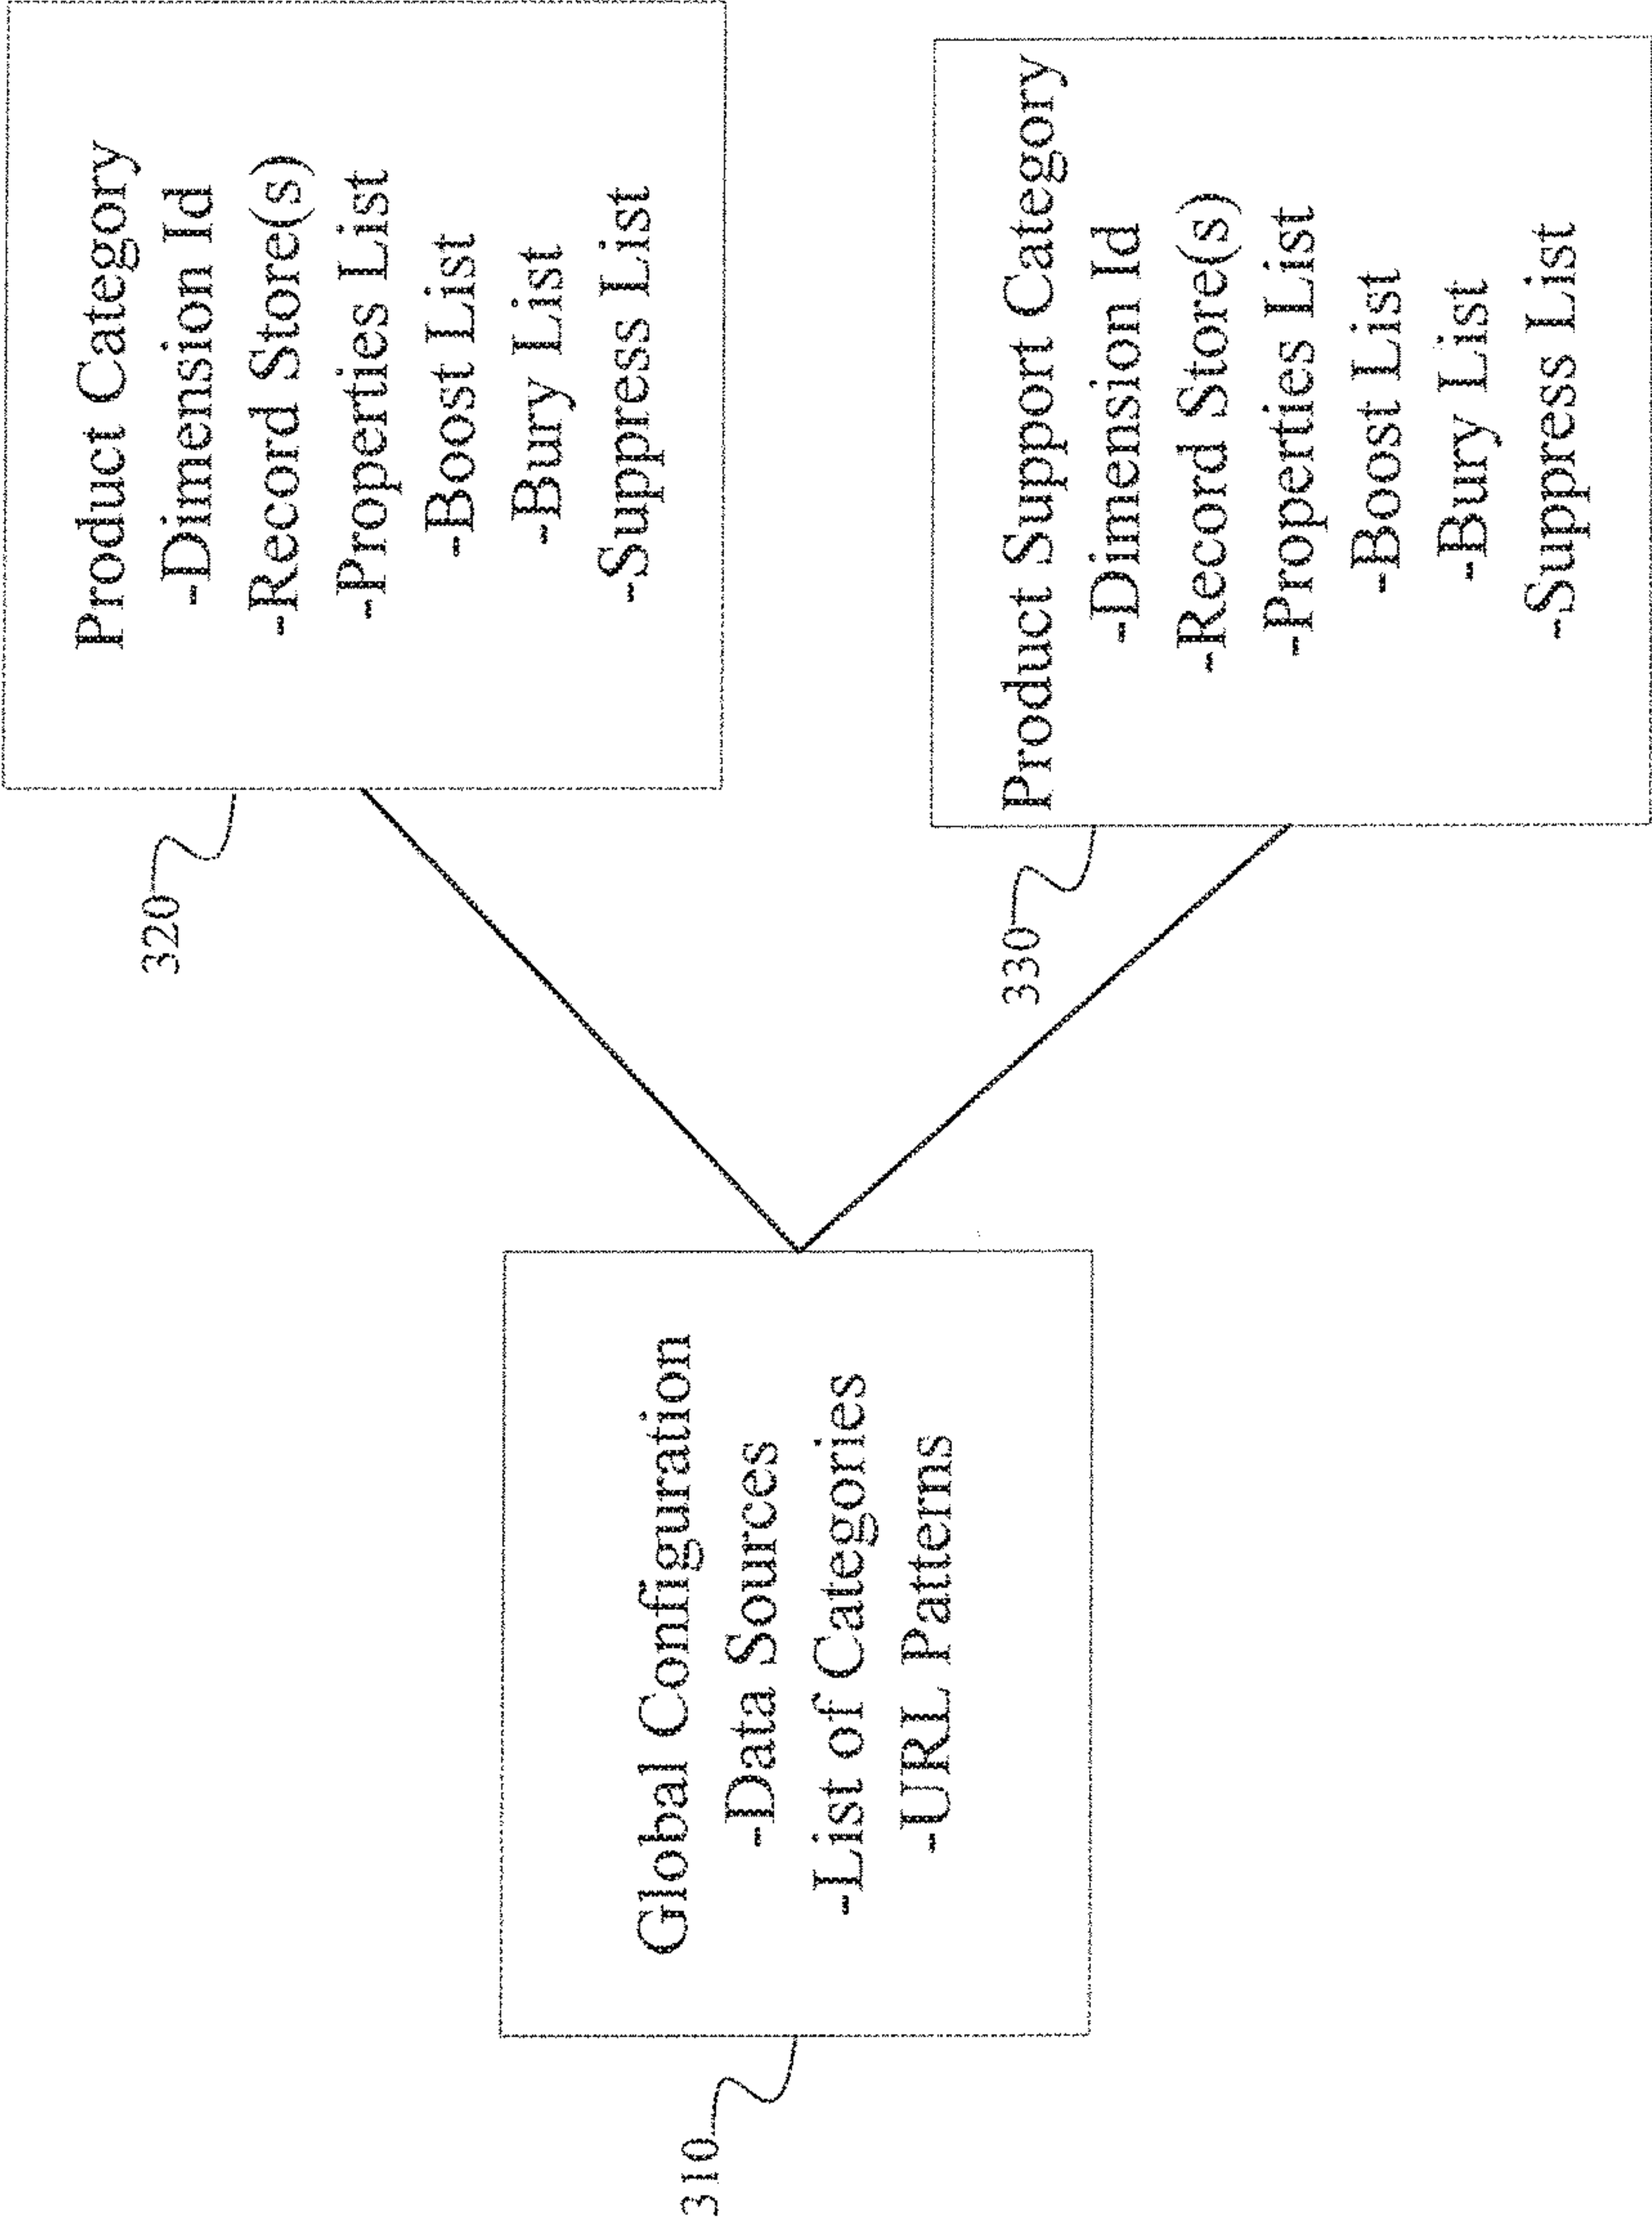 310
Global Configuration
-Data Sources
-List of Categories
-URL Patterns
320
Product Category
-Dimension Id
-Record Store(s)
-Properties List
-Boost List
-Bury List
-Suppress List
330
Product Support Category
-Dimension Id
-Record Store(s)
-Properties List
-Boost List
-Bury List
-Suppress List